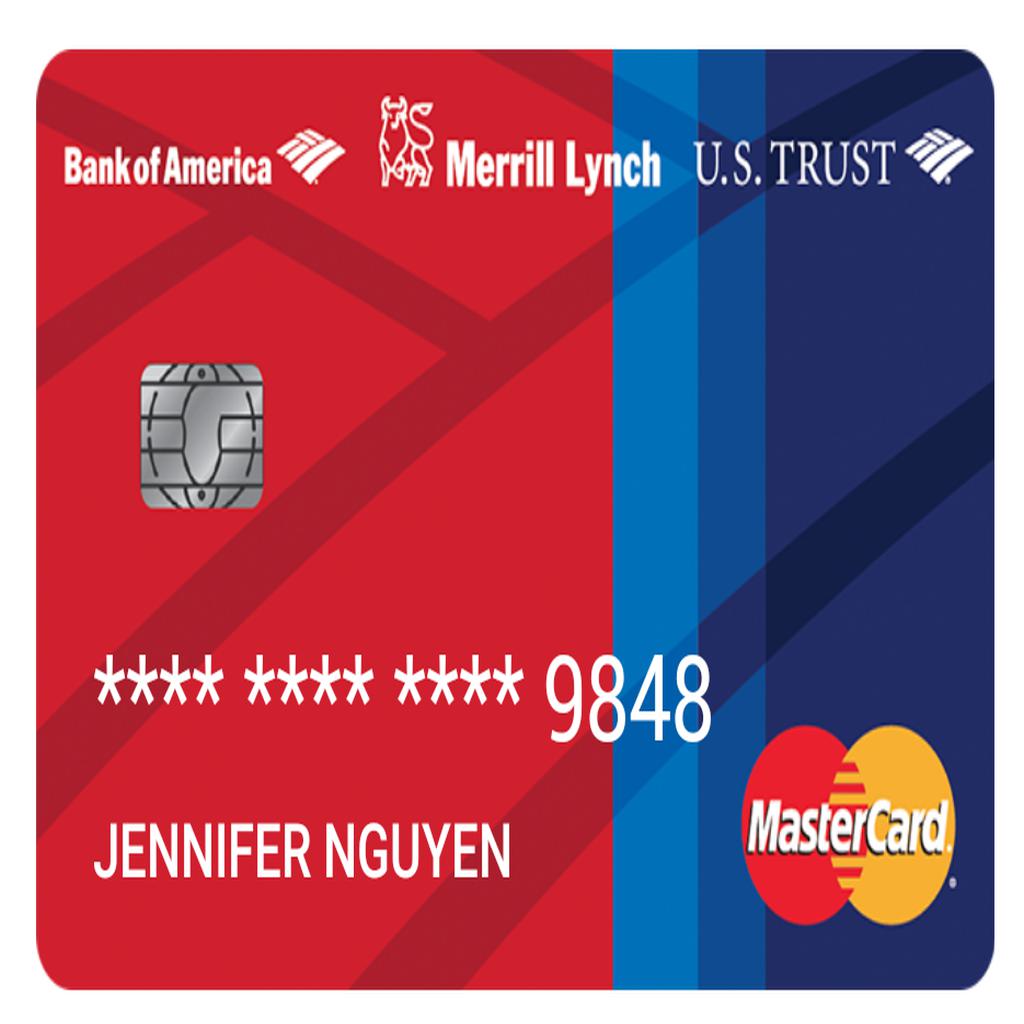 Bank of America Merrill Lynch U.S. TRUST
**** **** **** 9848
JENNIFER NGUYEN
MasterCard